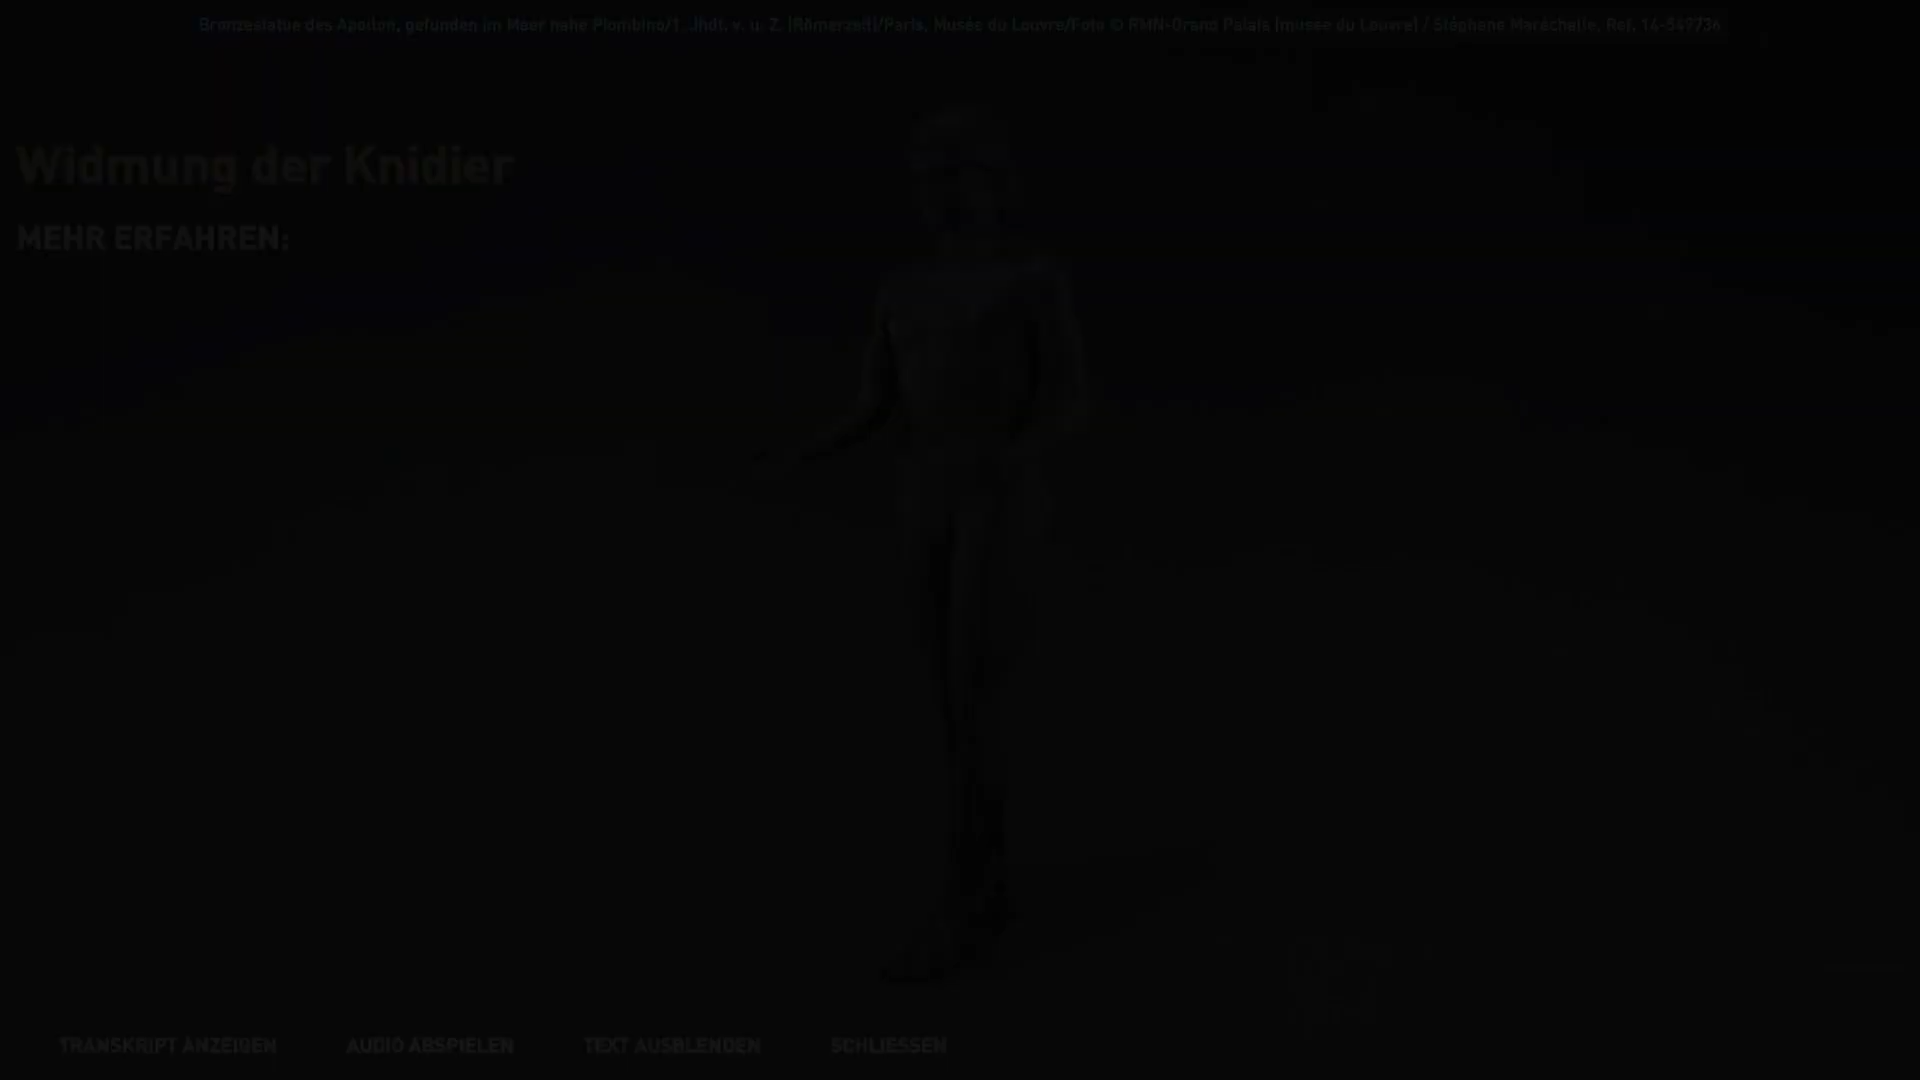 Bronzestatue des Apollon, gefunden im Meer nahe Piombino/1. Jhdt. v. u. Z. (Römerzeit)/Paris, Musée du Louvre/Foto © RMN-Grand Palais (musée du Louvre) / Stéphane Maréchalle, Ref. 14-549736
Widmung der Knidier
MEHR ERFAHREN:
TRANSKRIPT ANZEIGEN AUDIO ABSPIELEN TEXT AUSBLENDEN SCHLIESSEN